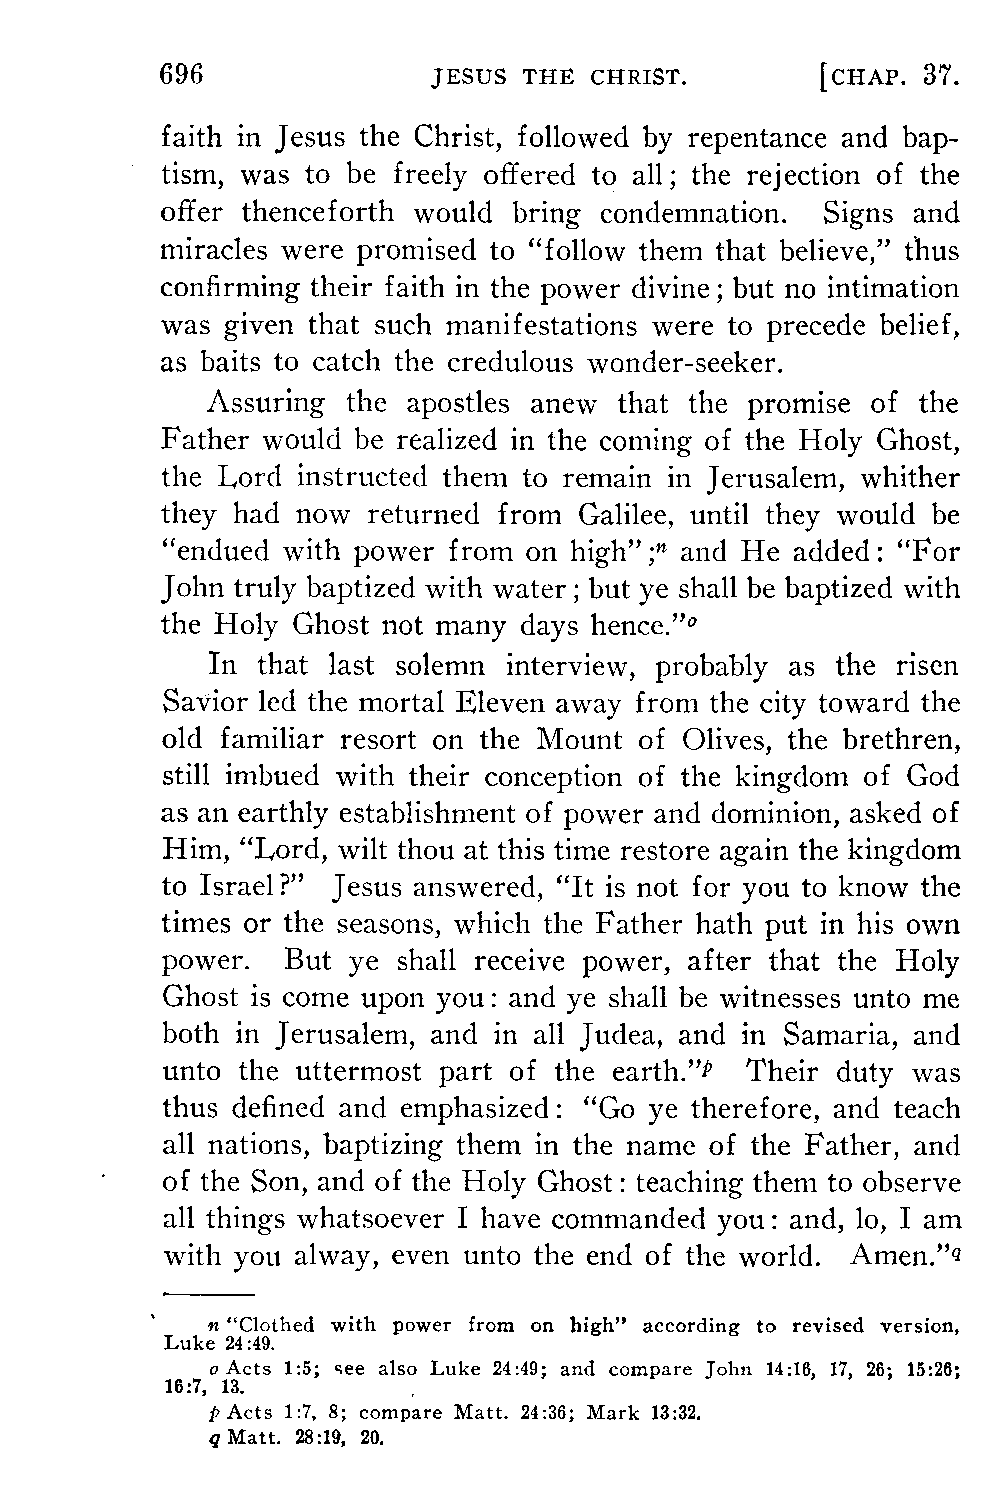 696 JESUS THE CHRIST. [CHAP. 37.
faith in Jesus the Christ, followed by repentance and bap-
tism, was to be freely offered to all; the rejection of the
offer thenceforth would bring condemnation. Signs and
miracles were promised to “follow them that believe,” thus
confirming their faith in the power divine; but no intimation
was given that such manifestations were to precede belief,
as baits to catch the credulous wonder-seeker.
Assuring the apostles anew that the promise of the
Father would be realized in the coming of the Holy Ghost,
the Lord instructed them to remain in Jerusalem, whither
they had now returned from Galilee, until they would be
“endued with power from on high”;n and He added: “For
John truly baptized with water; but ye shall be baptized with
the Holy Ghost not many days hence.”o
In that last solemn interview, probably as the risen
Savior led the mortal Eleven away from the city toward the
old familiar resort on the Mount of Olives, the brethren,
still imbued with their conception of the kingdom of God
as an earthly establishment of power and dominion, asked of
Him, “Lord, wilt thou at this time restore again the kingdom
to Israel?” Jesus answered, “It is not for you to know the
times or the seasons, which the Father hath put in his own
power. But ye shall receive power, after that the Holy
Ghost is come upon you: and ye shall be witnesses unto me
both in Jerusalem, and in all Judea, and in Samaria, and
unto the uttermost part of the earth.”p Their duty was
thus defined and emphasized: “Go ye therefore, and teach
all nations, baptizing them in the name of the Father, and
of the Son, and of the Holy Ghost: teaching them to observe
all things whatsoever I have commanded you: and, lo, I am
with you alway, even unto the end of the world. Amen.”q
n “Clothed with power from on high” according to revised version,
Luke 24:49.
o Acts 1:5; see also Luke 24:49; and compare John 14:16, 17, 26; 15:26;
16:7, 13.
p Acts 1:7, 8; compare Matt. 24:36; Mark 13:32.
q Matt. 28:19, 20.